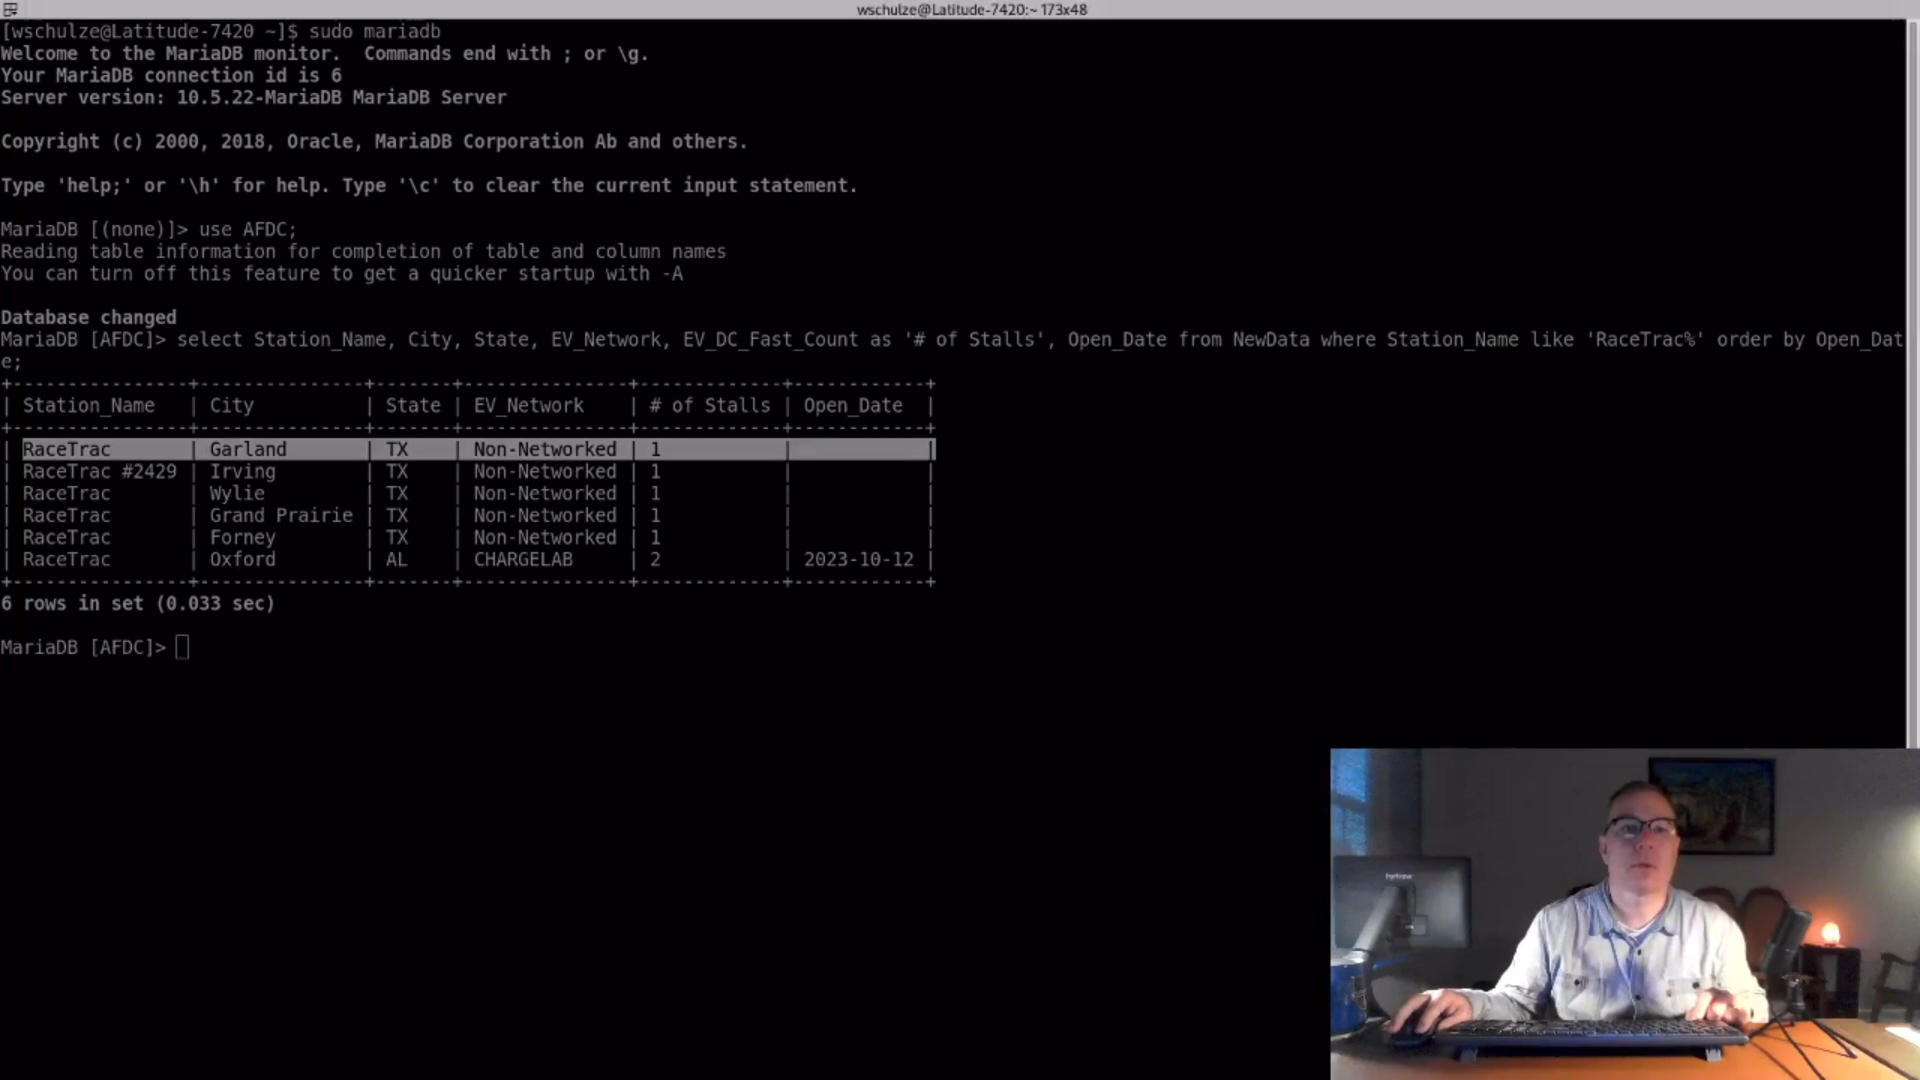 wschulze@Latitude-7420:~ 173x48
[wschulze@Latitude-7420 ~]$ sudo mariadb
Welcome to the MariaDB monitor.  Commands end with ; or \g.
Your MariaDB connection id is 6
Server version: 10.5.22-MariaDB MariaDB Server
Copyright (c) 2000, 2018, Oracle, MariaDB Corporation Ab and others.
Type 'help;' or '\h' for help. Type '\c' to clear the current input statement.
MariaDB [(none)]> use AFDC;
Reading table information for completion of table and column names
You can turn off this feature to get a quicker startup with -A
Database changed
MariaDB [AFDC]> select Station_Name, City, State, EV_Network, EV_DC_Fast_Count as '# of Stalls', Open_Date from NewData where Station_Name like 'RaceTrac%' order by Open_Dat
e;
+----------------+---------------+-------+---------------+-------------+------------+
| Station_Name   | City          | State | EV_Network    | # of Stalls | Open_Date  |
+----------------+---------------+-------+---------------+-------------+------------+
| RaceTrac       | Garland       | TX    | Non-Networked | 1           |            |
| RaceTrac #2429 | Irving        | TX    | Non-Networked | 1           |            |
| RaceTrac       | Wylie         | TX    | Non-Networked | 1           |            |
| RaceTrac       | Grand Prairie | TX    | Non-Networked | 1           |            |
| RaceTrac       | Forney        | TX    | Non-Networked | 1           |            |
| RaceTrac       | Oxford        | AL    | CHARGELAB     | 2           | 2023-10-12 |
+----------------+---------------+-------+---------------+-------------+------------+
6 rows in set (0.033 sec)
MariaDB [AFDC]>